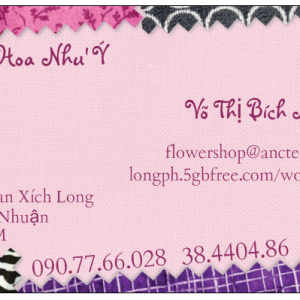 Hoa Như Ý
Võ Thị Bích
flowershop@ancte
longph.5gbfree.com/wo
an Xích Long
Nhuận
M
090.77.66.028 38.4404.86